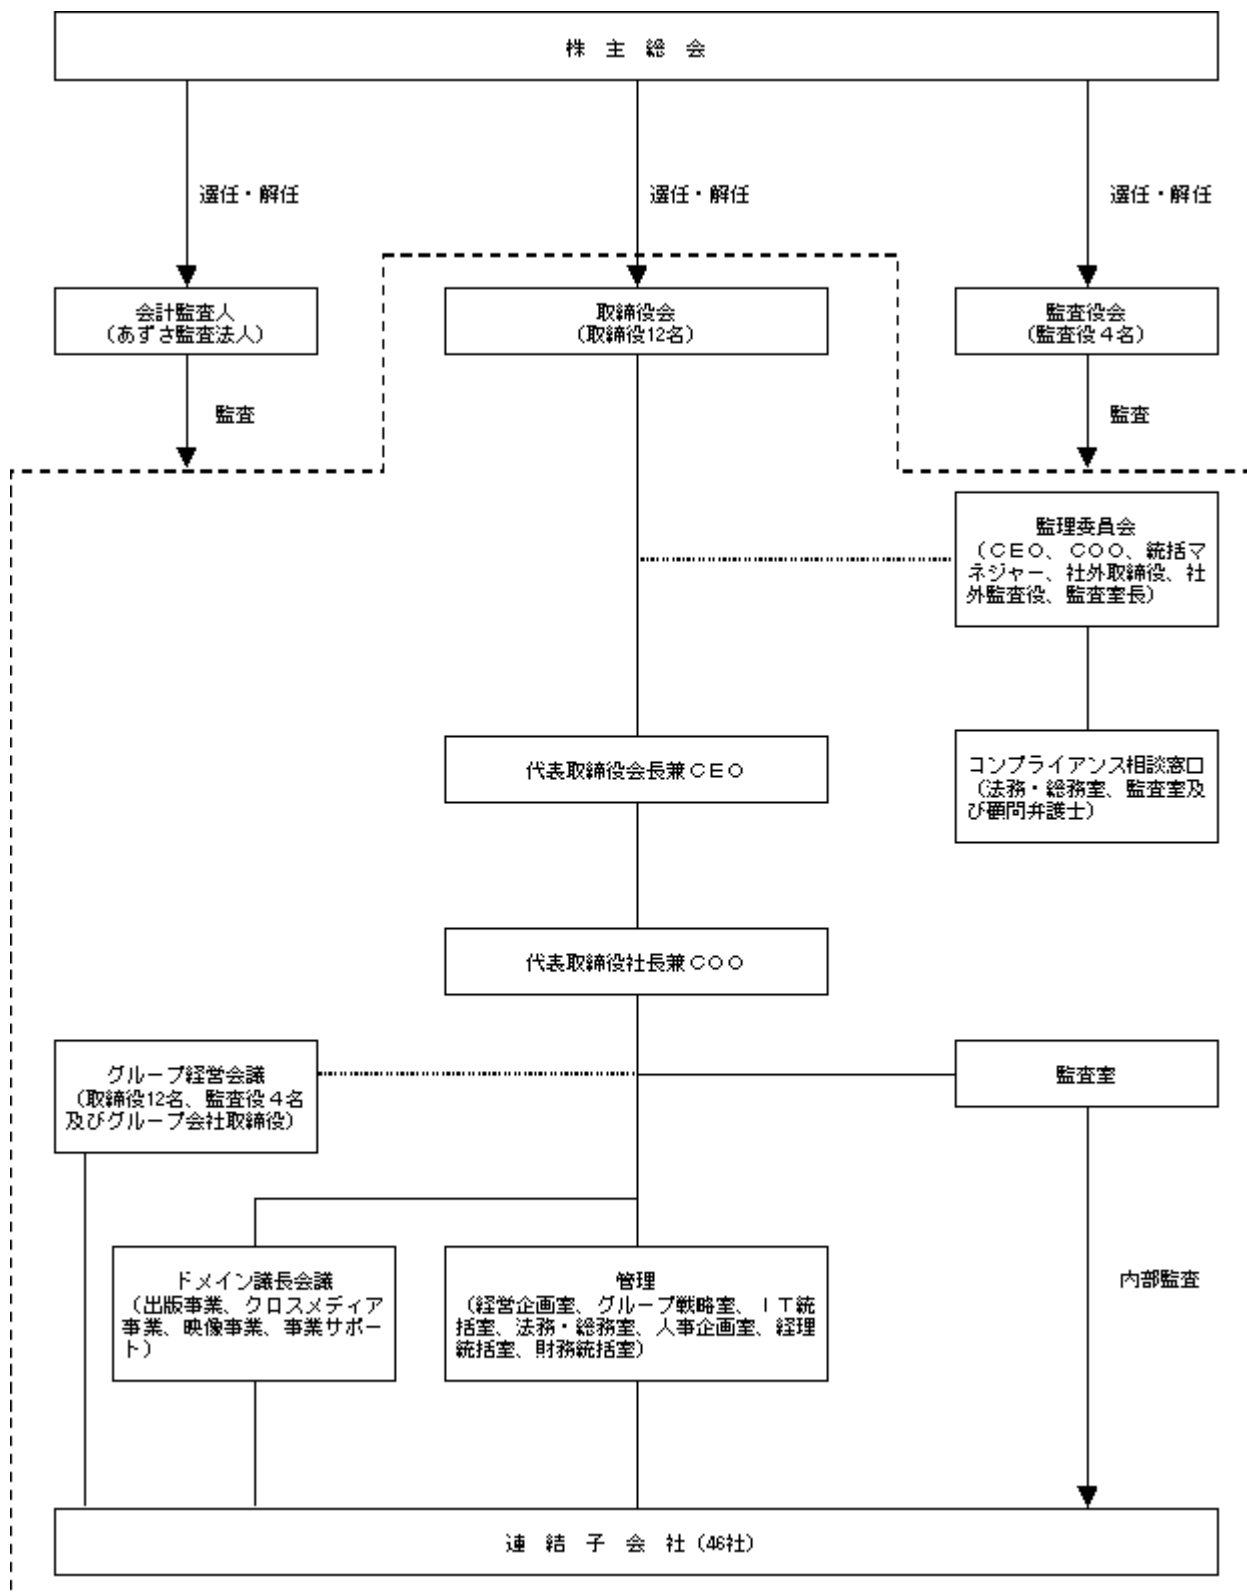 株 主 総 会
選任・解任
選任・解任
選任・解任
会計監査人
(あずさ監査法人)
取締役会
(取締役12名)
監査役会
(監査役４名)
監査
監査
監理委員会
(ＣＥＯ、ＣＯＯ、統括マ
ネジャー、社外取締役、社
外監査役、監査室長)
代表取締役会長兼ＣＥＯ
コンプライアンス相談窓口
(法務・総務室、監査室及
び顧問弁護士)
代表取締役社長兼ＣＯＯ
グループ経営会議
(取締役12名、監査役４名
及びグループ会社取締役)
監査室
ドメイン議長会議
(出版事業、クロスメディア
事業、映像事業、事業サポー
ト)
管理
(経営企画室、グループ戦略室、ＩＴ統
括室、法務・総務室、人事企画室、経理
統括室、財務統括室)
内部監査
連 結 子 会 社 (46社)